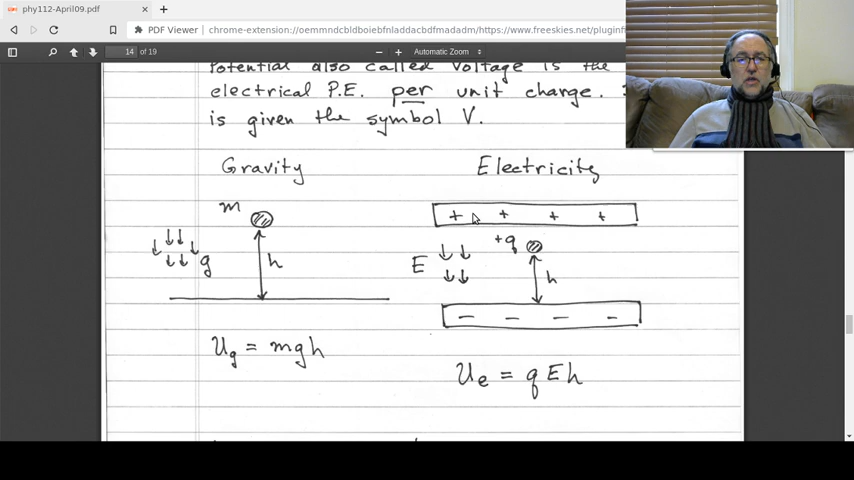 phy112-April09.pdf
PDF Viewer
chrome-extension://oemmndcbldboiebfnladdacbdfmadadm/https://www.freeskies.net/pluginfi
14 of 19
Automatic Zoom
Potential also called Voltage is the
electrical P.E. per unit charge.
is given the symbol V.
Gravity
Electricity
m
+ + + +
+q
g
h
E
h
- - - -
Ug = mgh
Ue = qEh